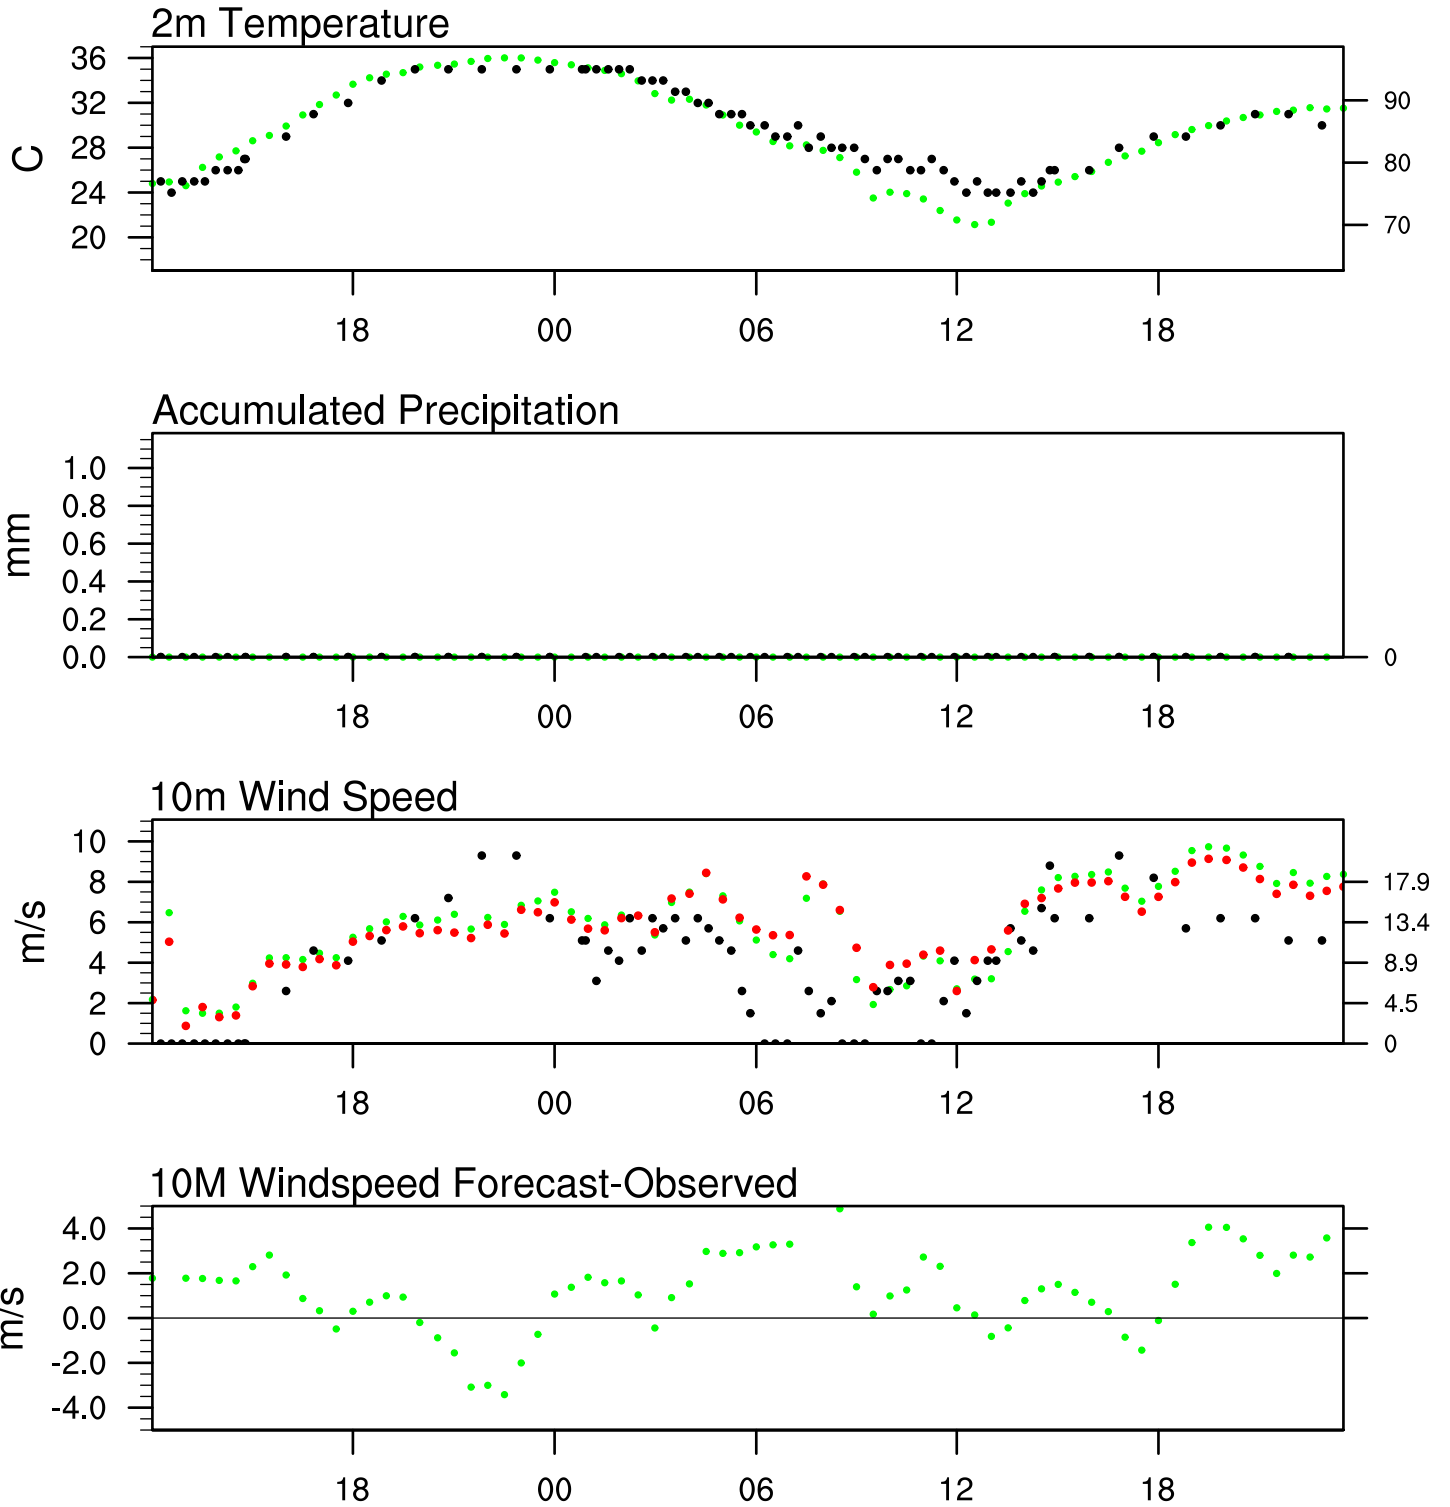 2m Temperature
36
32
28
24
20
C
90
80
70
18 00 06 12 18
Accumulated Precipitation
1.0
0.8
0.6
0.4
0.2
0.0
mm
0
18 00 06 12 18
10m Wind Speed
10
8
6
4
2
0
m/s
17.9
13.4
8.9
4.5
0
18 00 06 12 18
10M Windspeed Forecast-Observed
4.0
2.0
0.0
-2.0
-4.0
m/s
18 00 06 12 18